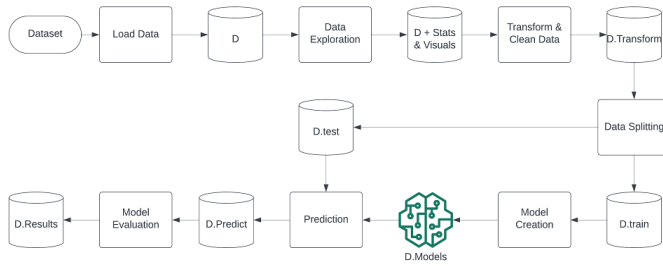 Dataset
Load Data
D
Data
Exploration
D + Stats
& Visuals
Transform &
Clean Data
D.Transform
Data Splitting
D.test
D.Results
Model
Evaluation
D.Predict
Prediction
D.Models
Model
Creation
D.train